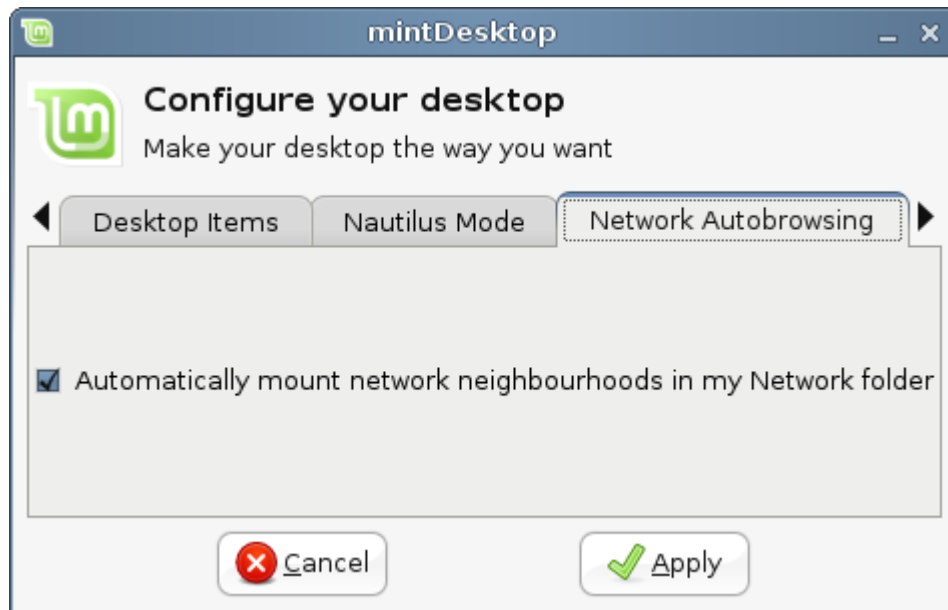 mintDesktop
Configure your desktop
Make your desktop the way you want
Desktop Items Nautilus Mode Network Autobrowsing
Automatically mount network neighbourhoods in my Network folder
Cancel Apply